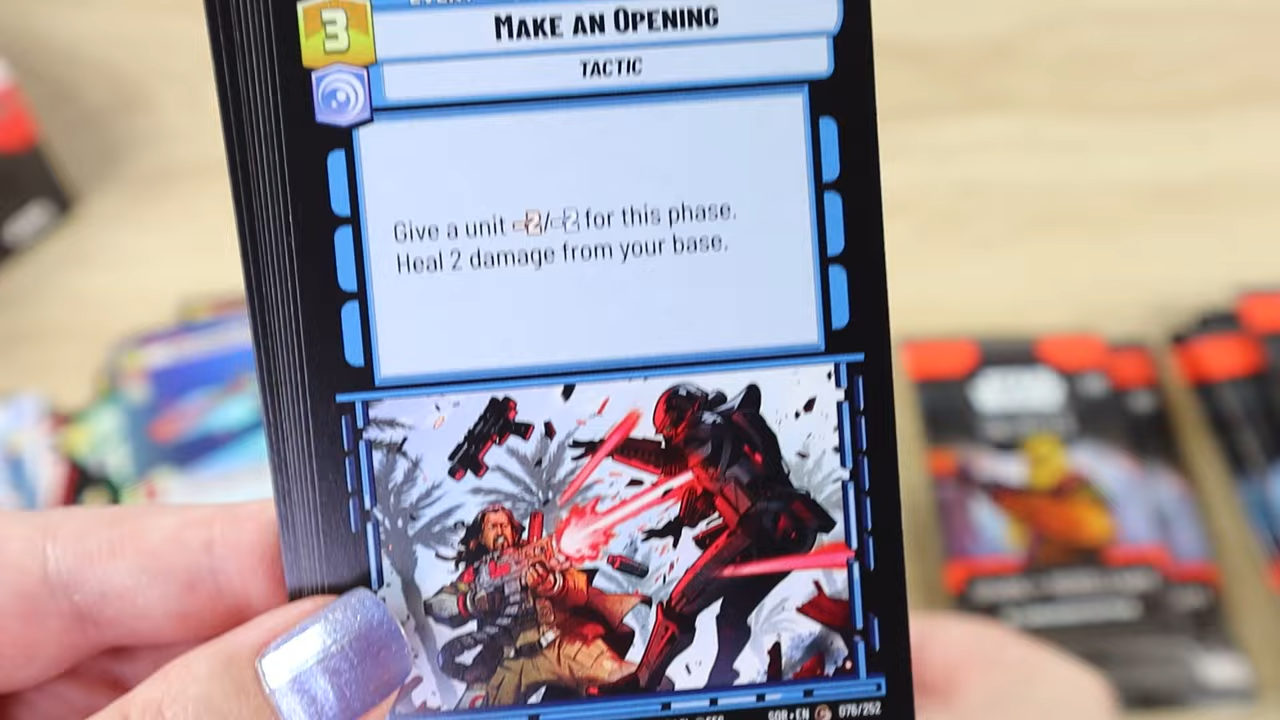 EVENT
3
MAKE AN OPENING
TACTIC
Give a unit -2/-2 for this phase.
Heal 2 damage from your base.
SOR • EN C 076/252